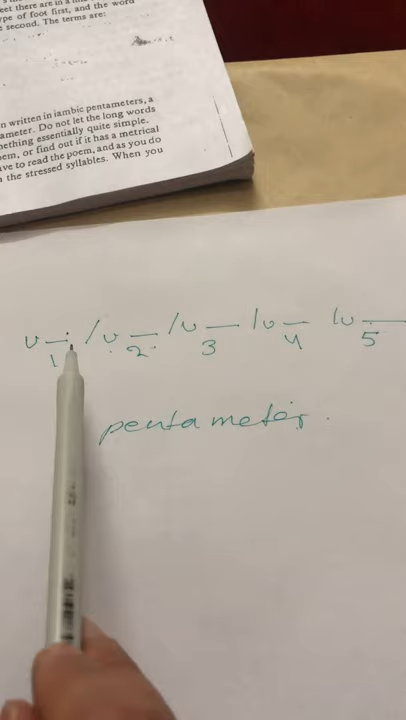 eet there are in a
pe of foot first, and the word
e second. The terms are:
n written in iambic pentameters, a
ameter. Do not let the long words
mething essentially quite simple.
em, or find out if it has a metrical
ave to read the poem, and as you do
n the stressed syllables. When you
∪ — / ∪ — / ∪ — / ∪ — / ∪ —
1 2 3 4 5
pentameter.